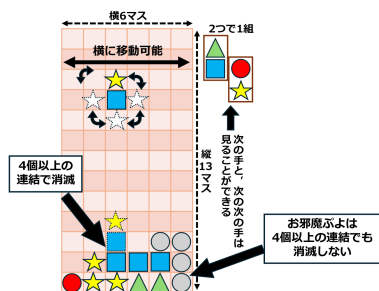 横6マス
2つで1組
横に移動可能
次の手と，次の次の手は
見ることができる
縦13マス
4個以上の
連結で消滅
お邪魔ぷよは
4個以上の連結でも
消滅しない